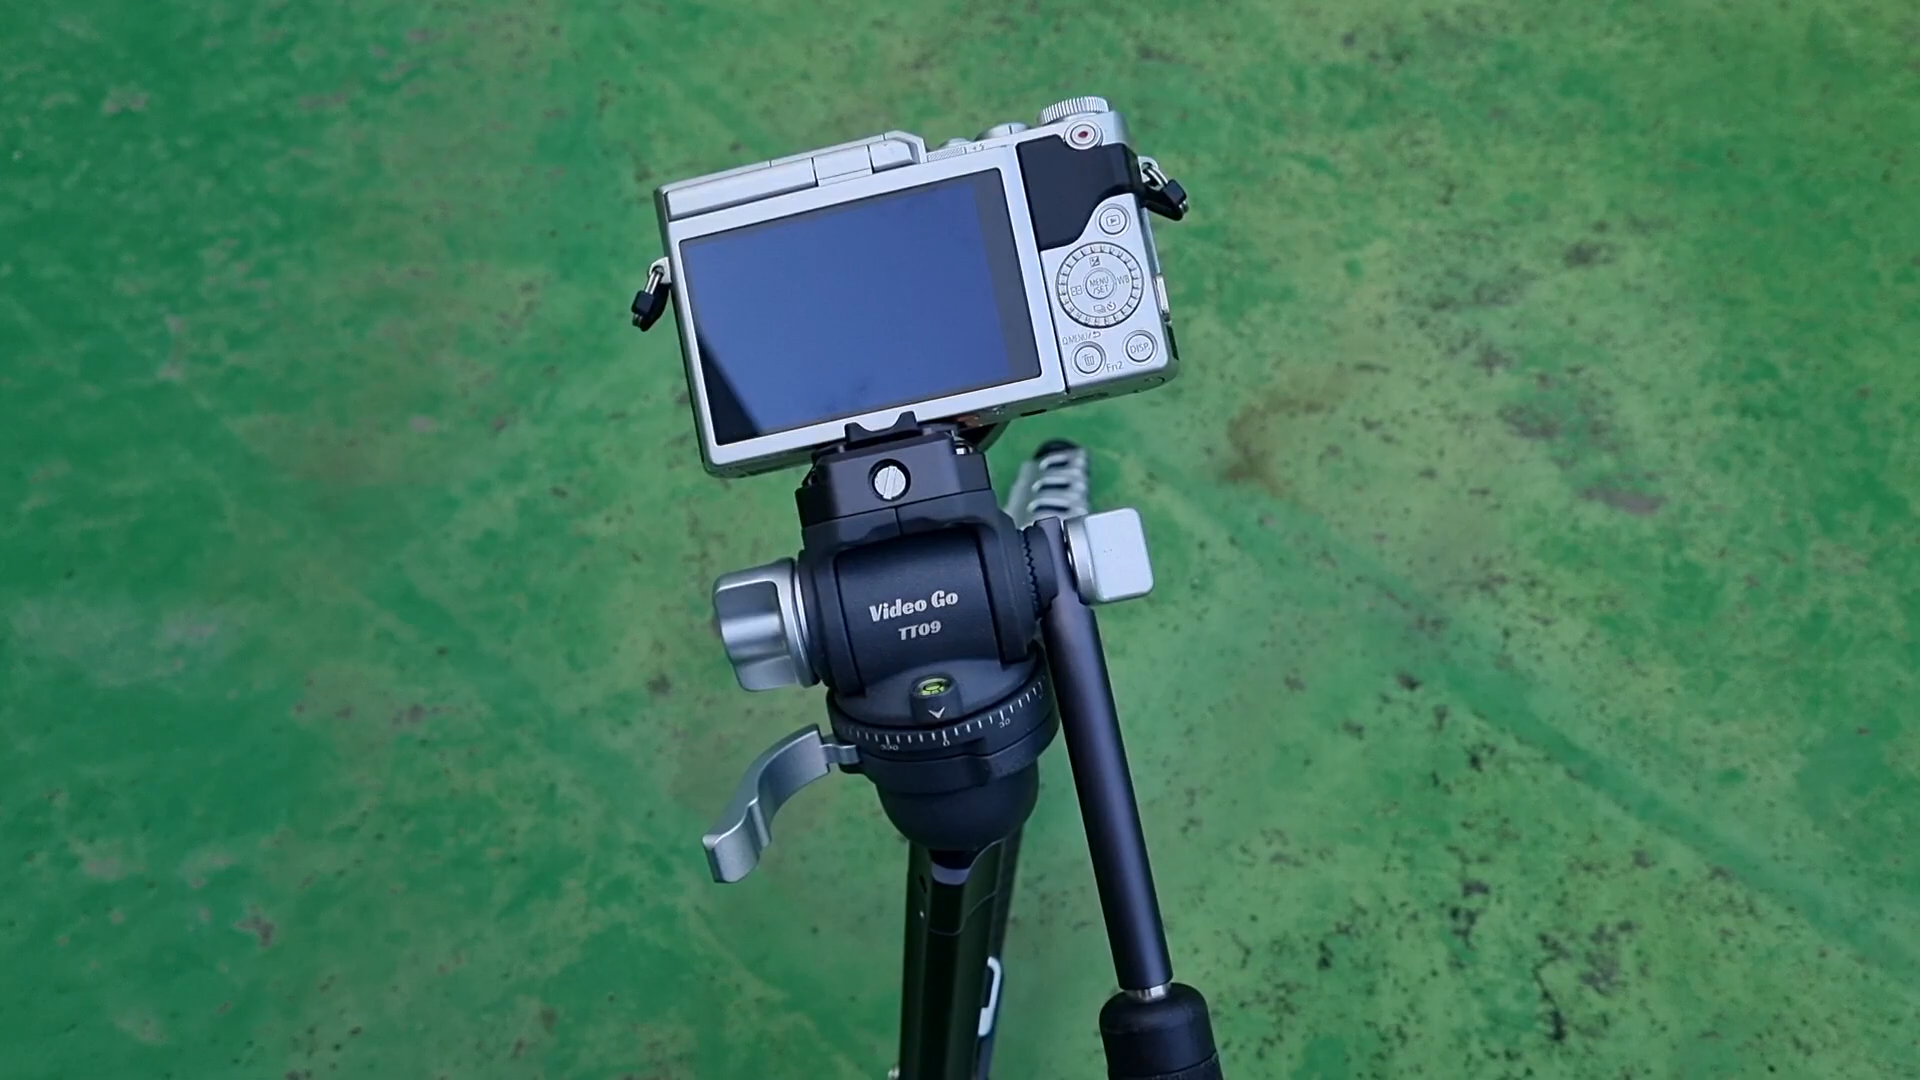 MENU
/SET
WB
Q.MENU/
DISP.
Fn2
Video Go
TT09
330
0
30